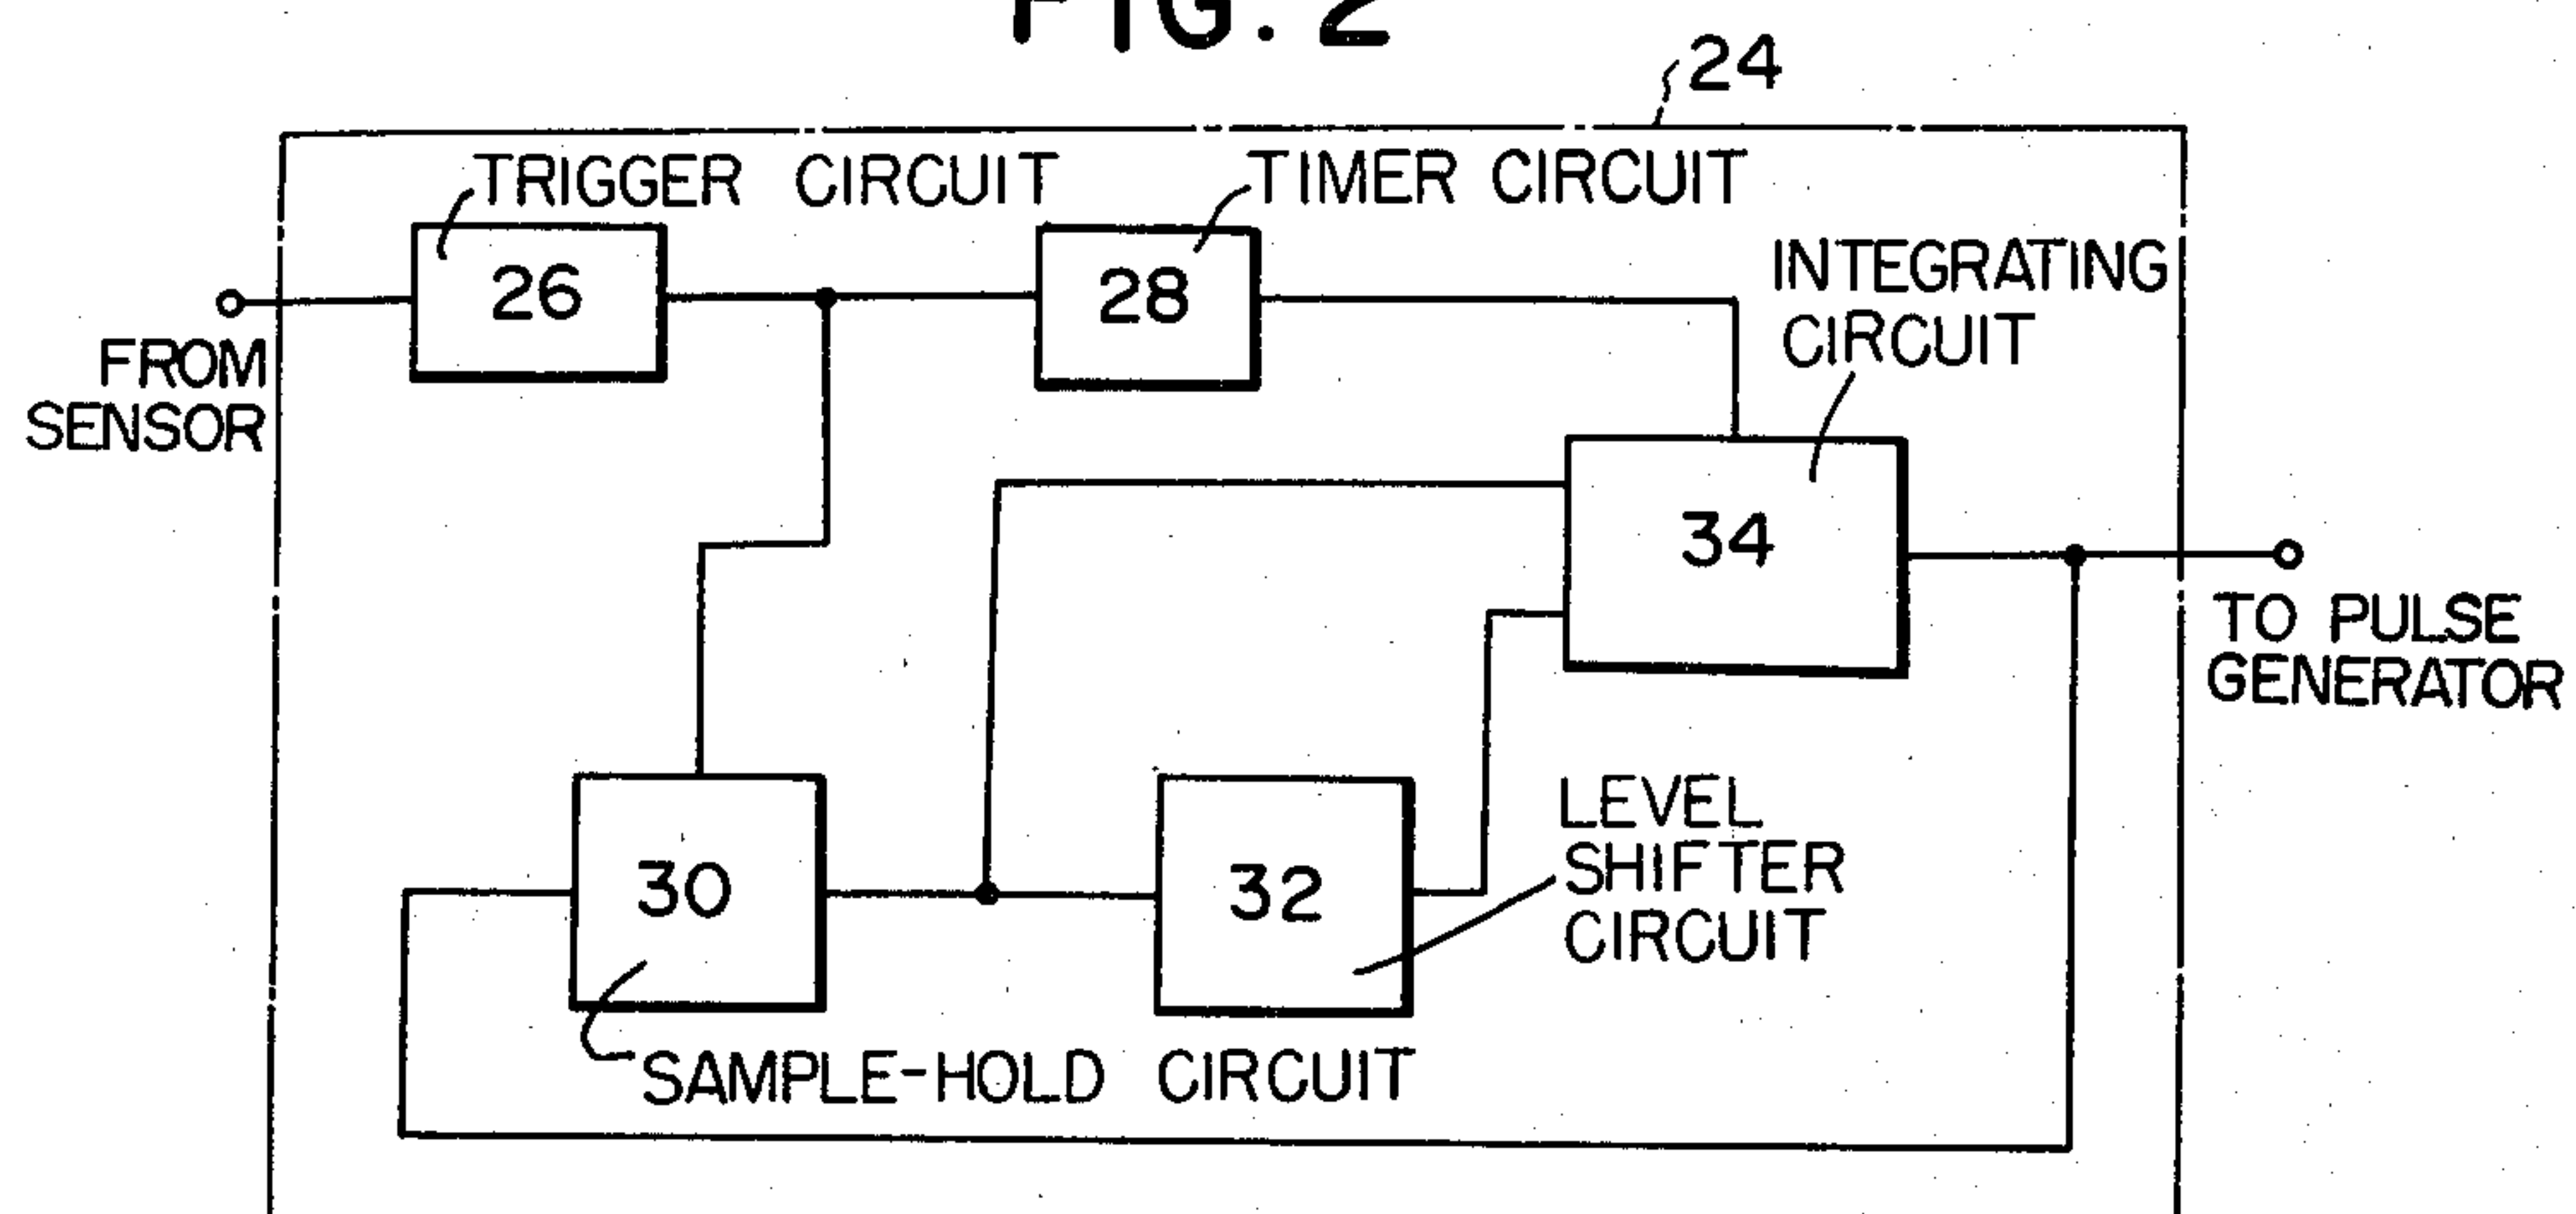 FIG. 2
24
TRIGGER CIRCUIT
TIMER CIRCUIT
INTEGRATING
CIRCUIT
26
28
FROM
SENSOR
34
TO PULSE
GENERATOR
30
32
LEVEL
SHIFTER
CIRCUIT
SAMPLE-HOLD CIRCUIT